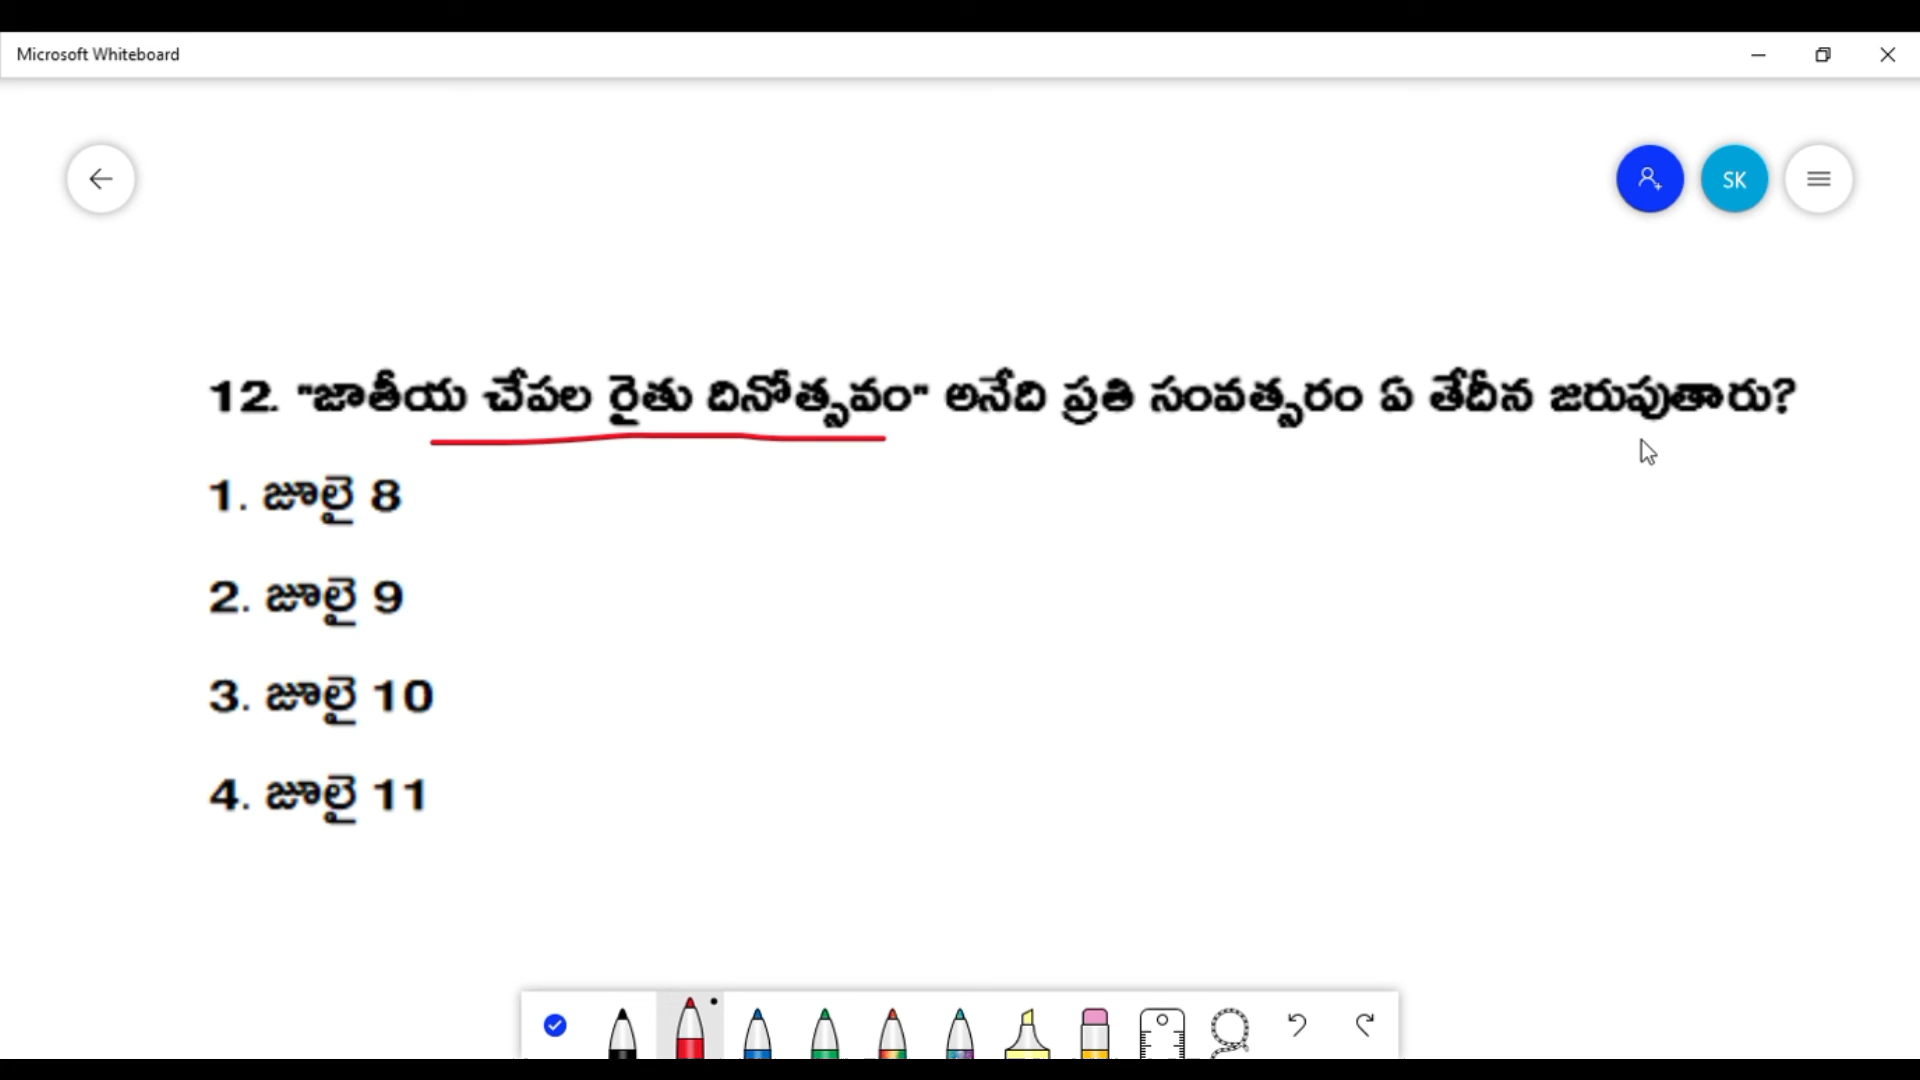 Microsoft Whiteboard
SK
12. "జాతీయ చేపల రైతు దినోత్సవం" అనేది ప్రతి సంవత్సరం ఏ తేదీన జరుపుతారు?
1. జూలై 8
2. జూలై 9
3. జూలై 10
4. జూలై 11